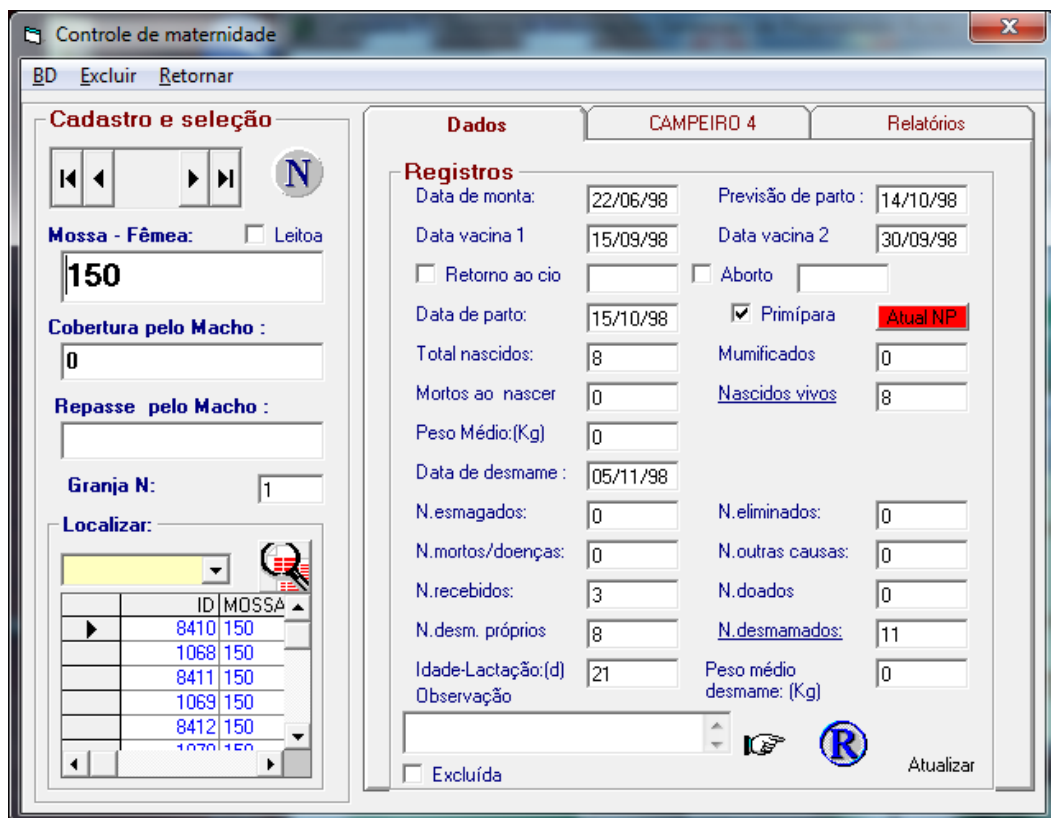 Controle de maternidade
BD Excluir Retornar
Cadastro e seleção
N
Mossa - Fêmea: Leitoa
150
Cobertura pelo Macho :
0
Repasse pelo Macho :
Granja N: 1
Localizar:
ID MOSSA
8410 150
1068 150
8411 150
1069 150
8412 150
1070 150
Dados CAMPEIRO 4 Relatórios
Registros
Data de monta: 22/06/98 Previsão de parto : 14/10/98
Data vacina 1 15/09/98 Data vacina 2 30/09/98
Retorno ao cio Aborto
Data de parto: 15/10/98 Primípara Atual NP
Total nascidos: 8 Mumificados 0
Mortos ao nascer 0 Nascidos vivos 8
Peso Médio:(Kg) 0
Data de desmame : 05/11/98
N.esmagados: 0 N.eliminados: 0
N.mortos/doenças: 0 N.outras causas: 0
N.recebidos: 3 N.doados 0
N.desm. próprios 8 N.desmamados: 11
Idade-Lactação:(d) 21 Peso médio desmame: (Kg) 0
Observação
R
Atualizar
Excluída